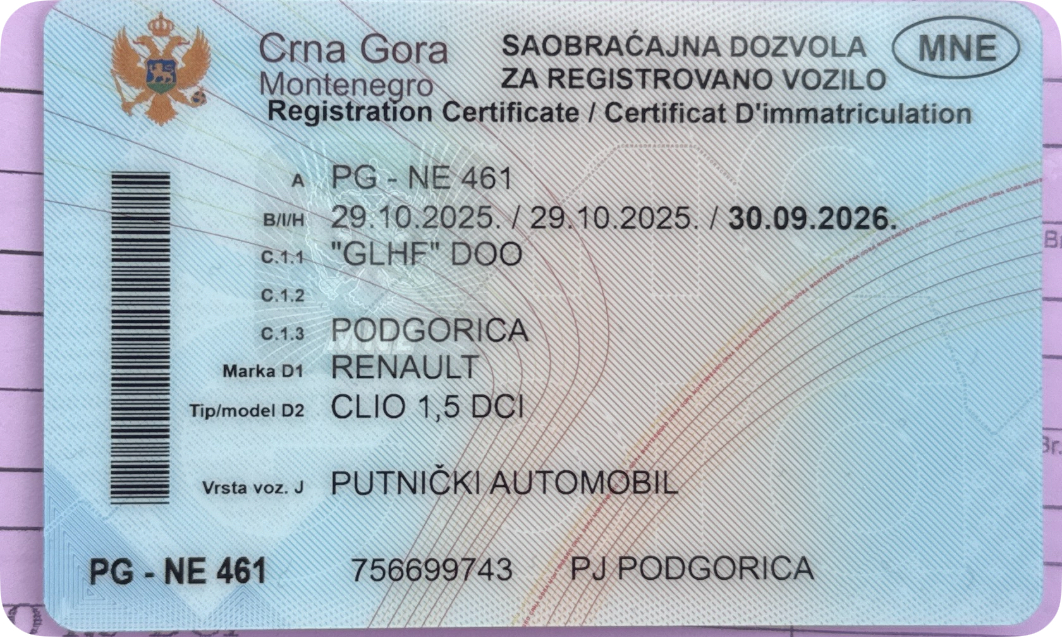 Crna Gora
Montenegro
SAOBRAĆAJNA DOZVOLA
ZA REGISTROVANO VOZILO
MNE
Registration Certificate / Certificat D'immatriculation
A PG - NE 461
B/I/H 29.10.2025. / 29.10.2025. / 30.09.2026.
C.1.1 "GLHF" DOO
C.1.2
C.1.3 PODGORICA
Marka D1 RENAULT
Tip/model D2 CLIO 1,5 DCI
Vrsta voz. J PUTNIČKI AUTOMOBIL
PG - NE 461 756699743 PJ PODGORICA